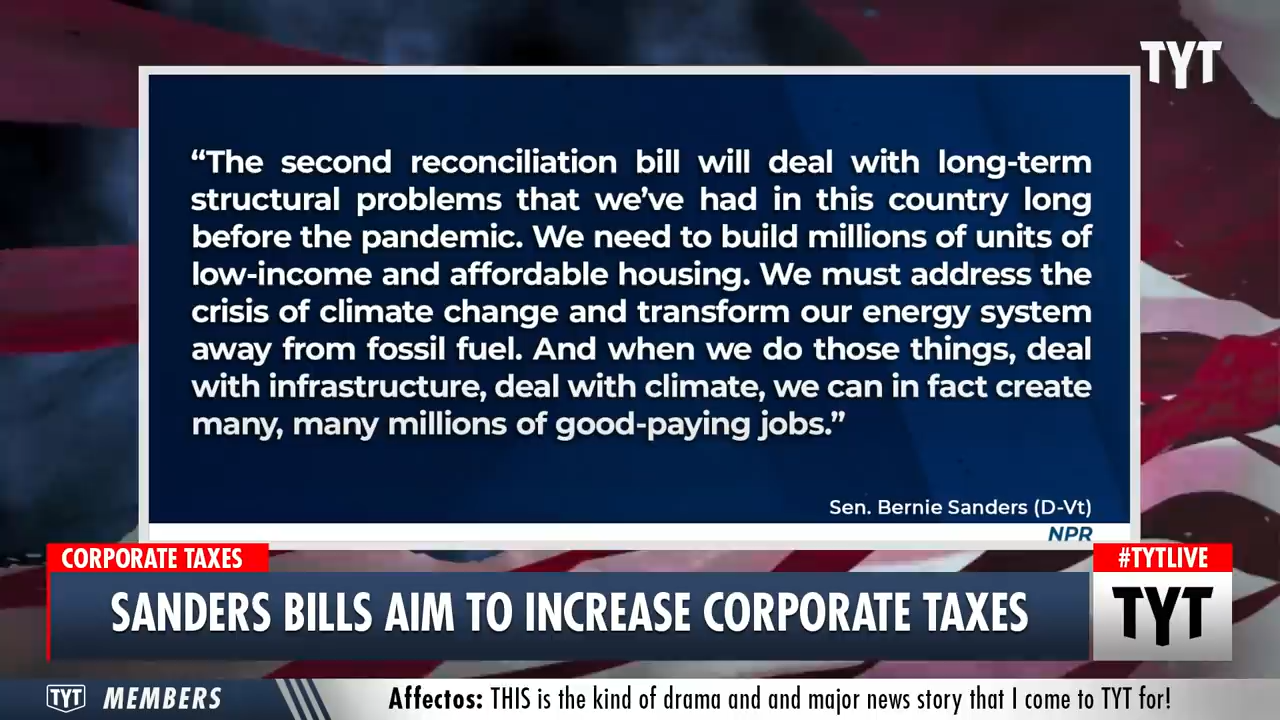 TYT
“The second reconciliation bill will deal with long-term
structural problems that we’ve had in this country long
before the pandemic. We need to build millions of units of
low-income and affordable housing. We must address the
crisis of climate change and transform our energy system
away from fossil fuel. And when we do those things, deal
with infrastructure, deal with climate, we can in fact create
many, many millions of good-paying jobs.”
Sen. Bernie Sanders (D-Vt)
NPR
CORPORATE TAXES
#TYTLIVE
SANDERS BILLS AIM TO INCREASE CORPORATE TAXES
TYT
TYT MEMBERS
Affectos: THIS is the kind of drama and and major news story that I come to TYT for!